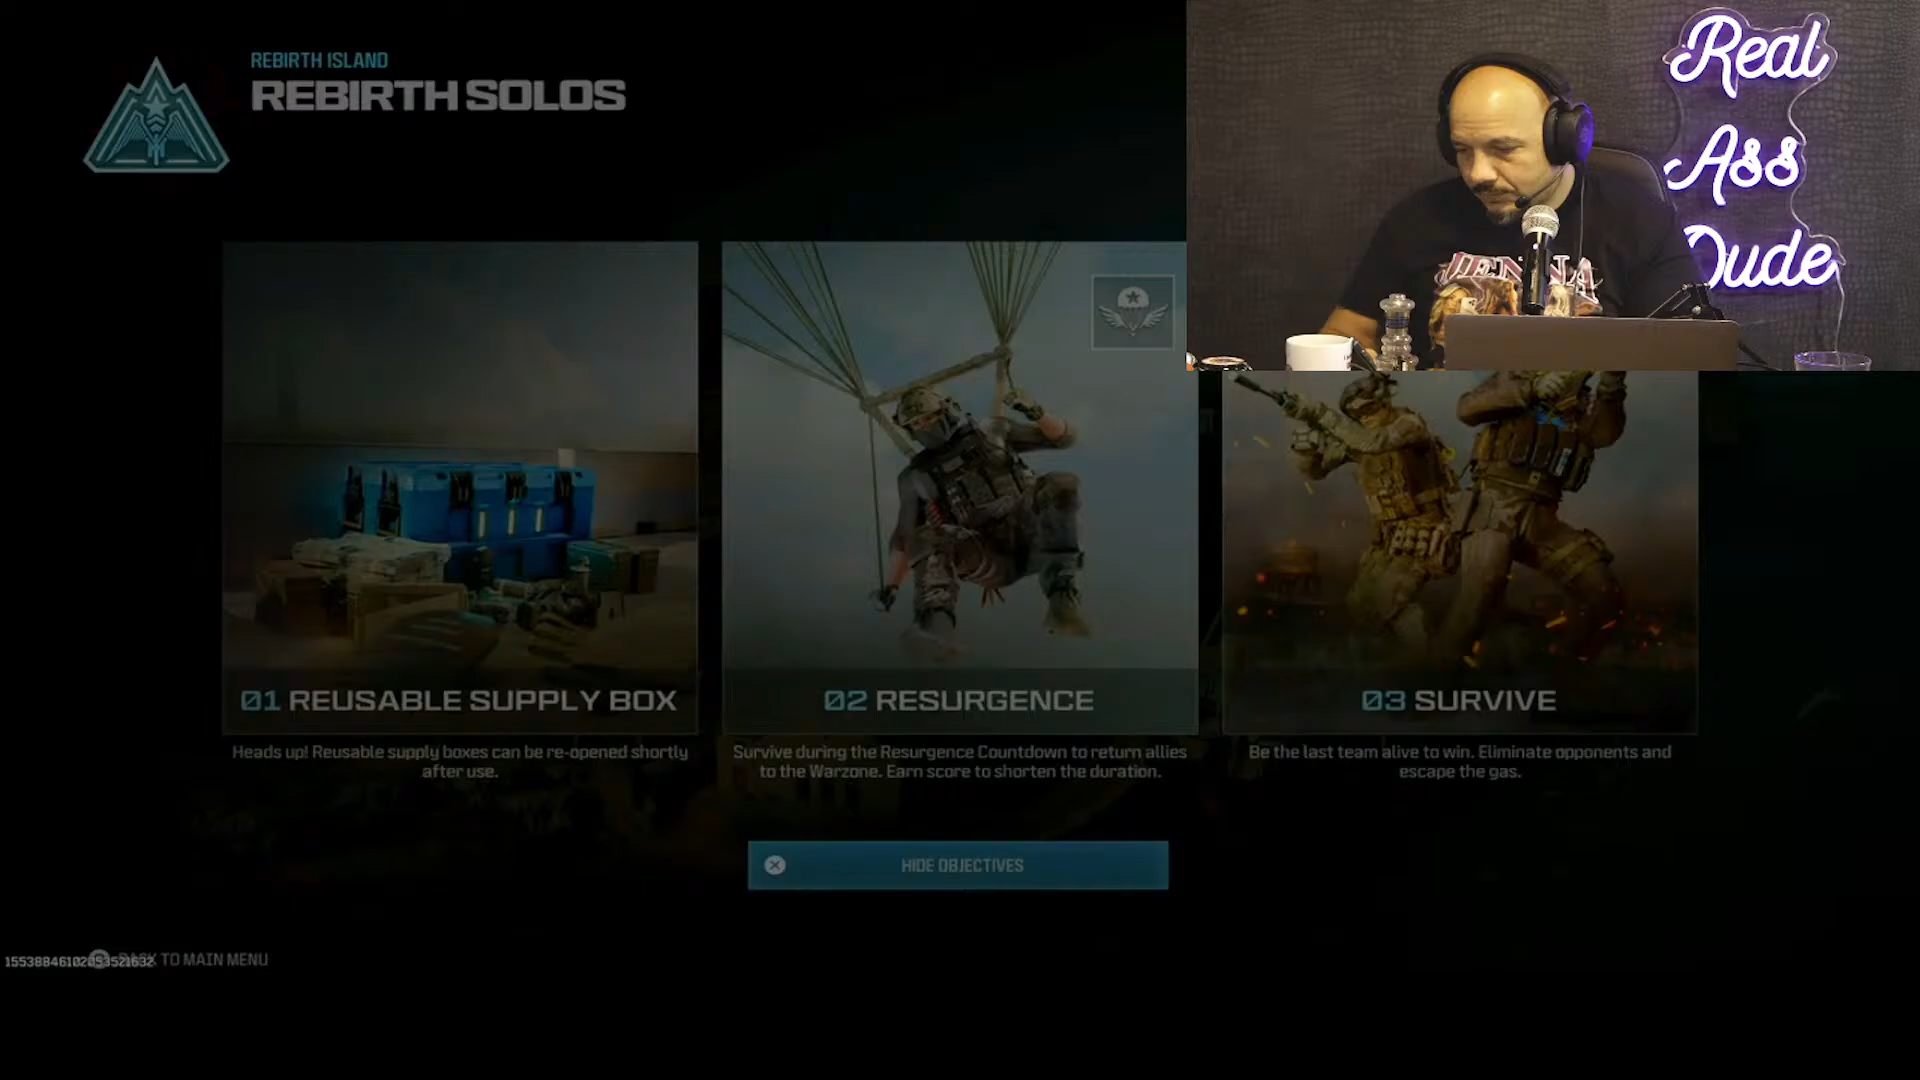 REBIRTH ISLAND
REBIRTH SOLOS
Real
Ass
Dude
JENNA
01 REUSABLE SUPPLY BOX
Heads up! Reusable supply boxes can be re-opened shortly
after use.
02 RESURGENCE
Survive during the Resurgence Countdown to return allies
to the Warzone. Earn score to shorten the duration.
03 SURVIVE
Be the last team alive to win. Eliminate opponents and
escape the gas.
HIDE OBJECTIVES
BACK TO MAIN MENU